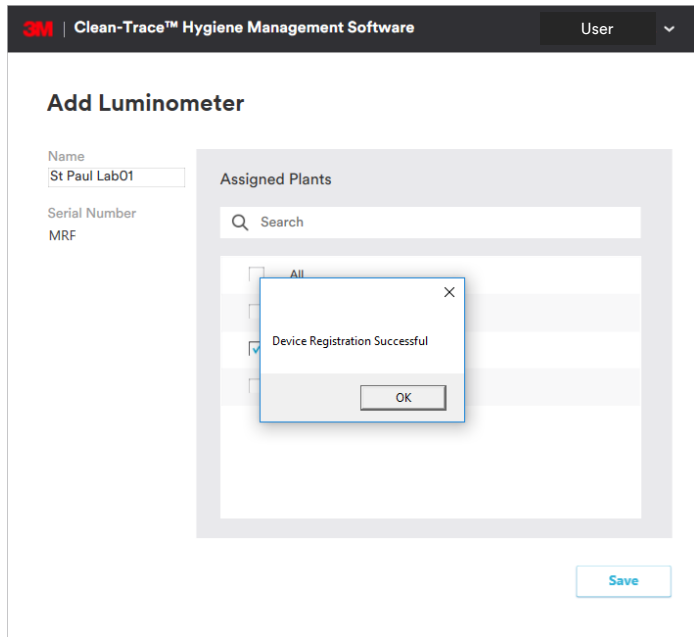 3M | Clean-Trace™ Hygiene Management Software
User
Add Luminometer
Name
St Paul Lab01
Serial Number
MRF
Assigned Plants
Search
All
Device Registration Successful
OK
Save